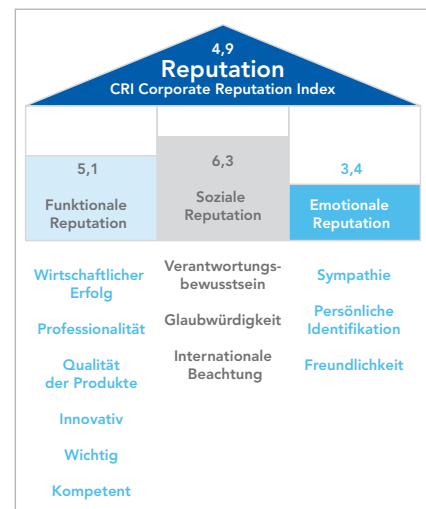 4,9
Reputation
CRI Corporate Reputation Index
5,1
Funktionale
Reputation
6,3
Soziale
Reputation
3,4
Emotionale
Reputation
Wirtschaftlicher
Erfolg
Professionalität
Qualität
der Produkte
Innovativ
Wichtig
Kompetent
Verantwortungs-
bewusstsein
Glaubwürdigkeit
Internationale
Beachtung
Sympathie
Persönliche
Identifikation
Freundlichkeit